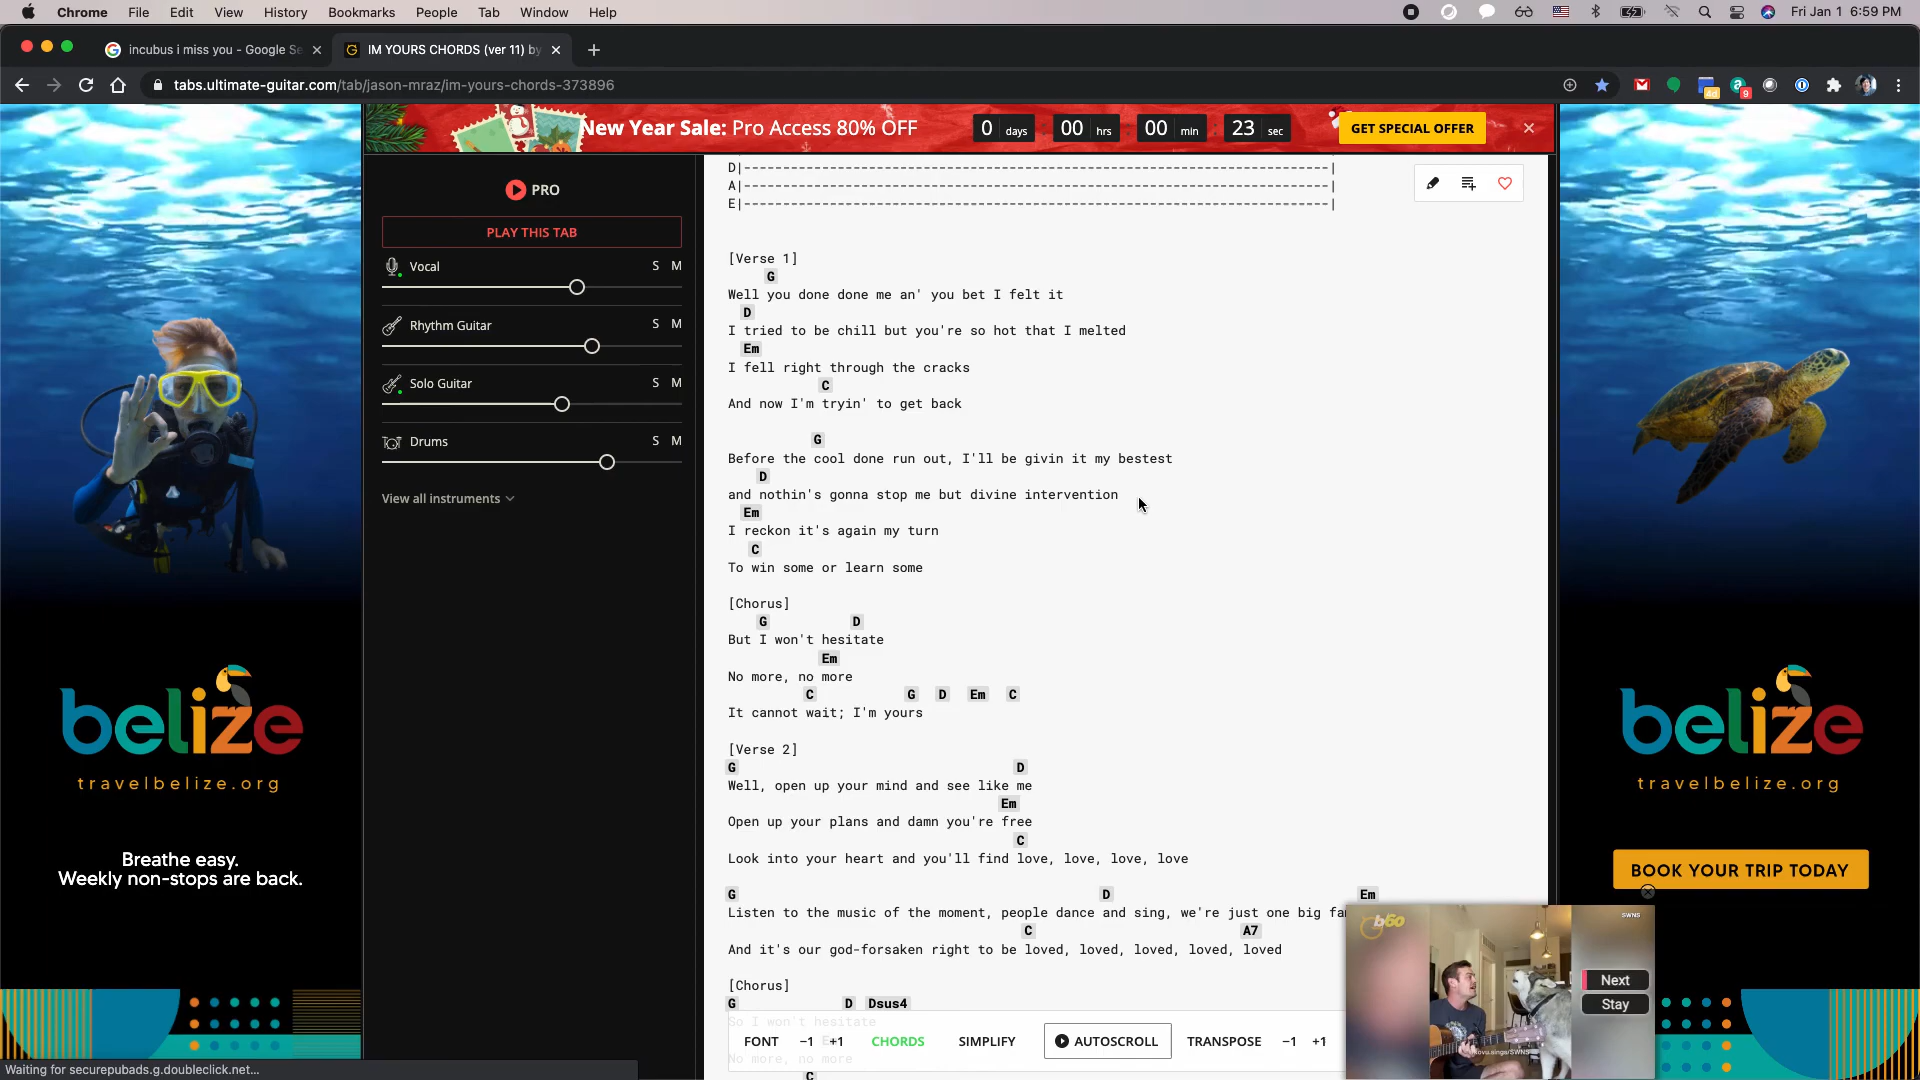 Chrome File Edit View History Bookmarks People Tab Window Help Fri Jan 1 6:59 PM
incubus i miss you - Google Se IM YOURS CHORDS (ver 11) by
tabs.ultimate-guitar.com/tab/jason-mraz/im-yours-chords-373896
New Year Sale: Pro Access 80% OFF 0 days 00 hrs 00 min 23 sec GET SPECIAL OFFER
PRO
PLAY THIS TAB
Vocal S M
Rhythm Guitar S M
Solo Guitar S M
Drums S M
View all instruments
D|---------------------------------------------------------------------------|
A|---------------------------------------------------------------------------|
E|---------------------------------------------------------------------------|
[Verse 1]
G
Well you done done me an' you bet I felt it
D
I tried to be chill but you're so hot that I melted
Em
I fell right through the cracks
C
And now I'm tryin' to get back
G
Before the cool done run out, I'll be givin it my bestest
D
and nothin's gonna stop me but divine intervention
Em
I reckon it's again my turn
C
To win some or learn some
[Chorus]
G D
But I won't hesitate
Em
No more, no more
C G D Em C
It cannot wait; I'm yours
[Verse 2]
G D
Well, open up your mind and see like me
Em
Open up your plans and damn you're free
C
Look into your heart and you'll find love, love, love, love
G D Em
Listen to the music of the moment, people dance and sing, we're just one big fa
C A7
And it's our god-forsaken right to be loved, loved, loved, loved, loved
[Chorus]
G D Dsus4
So I won't hesitate
E
No more, no more
C
FONT −1 +1 CHORDS SIMPLIFY AUTOSCROLL TRANSPOSE −1 +1
belize
travelbelize.org
Breathe easy.
Weekly non-stops are back.
belize
travelbelize.org
BOOK YOUR TRIP TODAY
SWNS
Next
Stay
Waiting for securepubads.g.doubleclick.net...